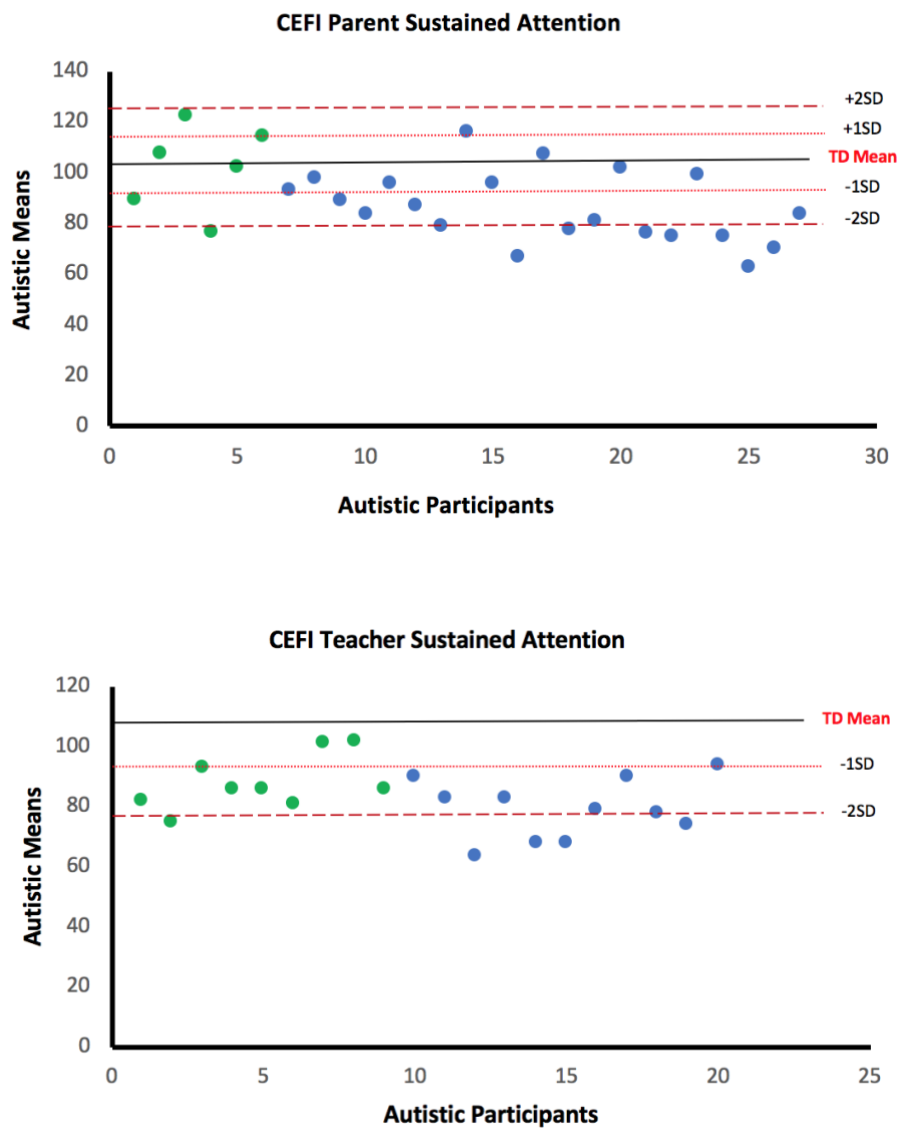 CEFI Parent Sustained Attention
140
120
100
80
60
40
20
0
Autistic Means
+2SD
+1SD
TD Mean
-1SD
-2SD
0 5 10 15 20 25 30
Autistic Participants
CEFI Teacher Sustained Attention
120
100
80
60
40
20
0
Autistic Means
TD Mean
-1SD
-2SD
0 5 10 15 20 25
Autistic Participants